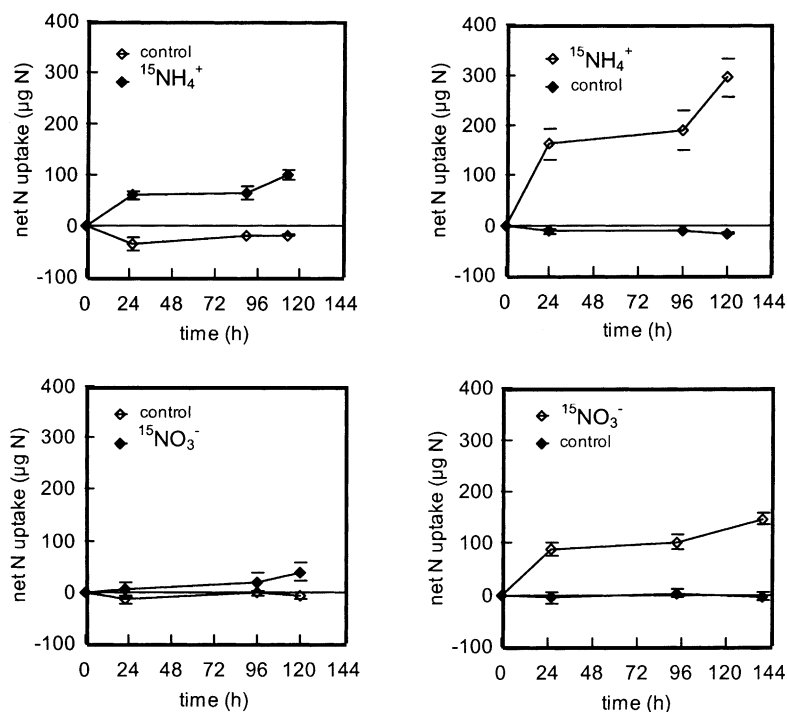 400
300
200
100
0
-100
net N uptake (µg N)
control
¹⁵NH₄⁺
0 24 48 72 96 120 144
time (h)
400
300
200
100
0
-100
net N uptake (µg N)
¹⁵NH₄⁺
control
0 24 48 72 96 120 144
time (h)
400
300
200
100
0
-100
net N uptake (µg N)
control
¹⁵NO₃⁻
0 24 48 72 96 120 144
time (h)
400
300
200
100
0
-100
net N uptake (µg N)
¹⁵NO₃⁻
control
0 24 48 72 96 120 144
time (h)